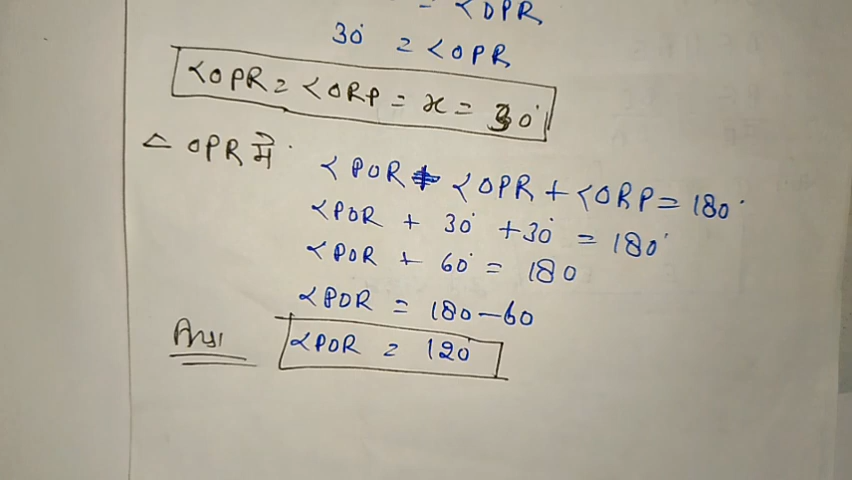 = <OPR
30° = <OPR
<OPR = <ORP = x = 30°
△ OPR में
<POR + <OPR + <ORP = 180°
<POR + 30° + 30° = 180°
<POR + 60° = 180
<POR = 180 - 60
Ans <POR = 120°